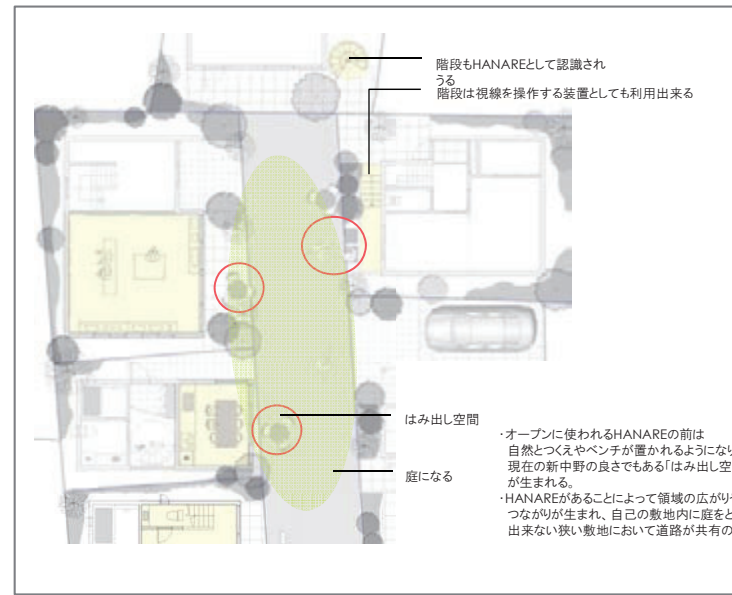 階段もHANAREとして認識され
うる
階段は視線を操作する装置としても利用出来る
はみ出し空間
庭になる
・オープンに使われるHANAREの前は
自然とつくえやベンチが置かれるようになり
現在の新中野の良さでもある「はみ出し空
が生まれる。
・HANAREがあることによって領域の広がり
つながりが生まれ、自己の敷地内に庭をと
出来ない狭い敷地において道路が共有の